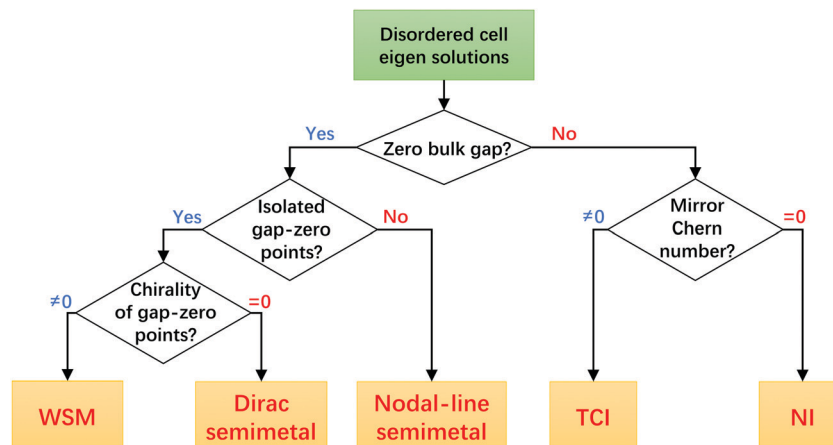 Disordered cell
eigen solutions
Yes
Zero bulk gap?
No
Yes
Isolated
gap-zero
points?
No
≠0
Mirror
Chern
number?
=0
≠0
Chirality
of gap-zero
points?
=0
WSM
Dirac
semimetal
Nodal-line
semimetal
TCI
NI